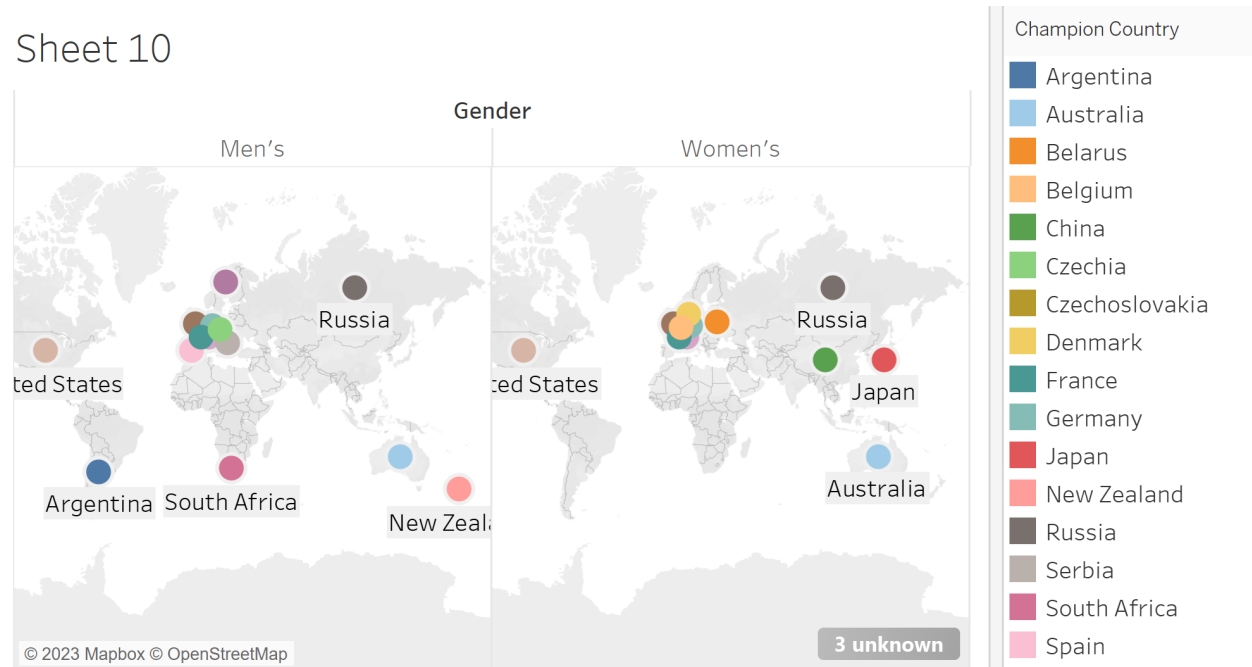 Sheet 10
Gender
Men's
Women's
Russia
ted States
Argentina
South Africa
New Zeal
Russia
ted States
Japan
Australia
3 unknown
© 2023 Mapbox © OpenStreetMap
Champion Country
Argentina
Australia
Belarus
Belgium
China
Czechia
Czechoslovakia
Denmark
France
Germany
Japan
New Zealand
Russia
Serbia
South Africa
Spain